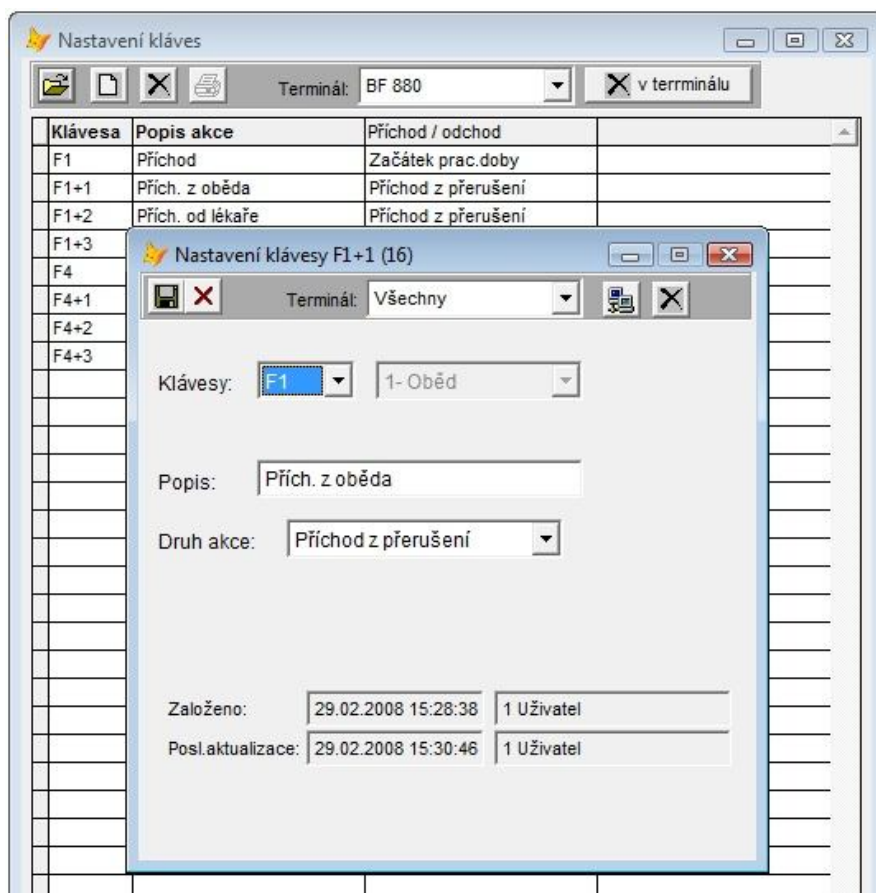 Nastavení kláves
Terminál: BF 880 v terrminálu
Klávesa Popis akce Příchod / odchod
F1 Příchod Začátek prac.doby
F1+1 Přích. z oběda Příchod z přerušení
F1+2 Přích. od lékaře Příchod z přerušení
F1+3
F4
F4+1
F4+2
F4+3
Nastavení klávesy F1+1 (16)
Terminál: Všechny
Klávesy: F1 1- Oběd
Popis: Přích. z oběda
Druh akce: Příchod z přerušení
Založeno: 29.02.2008 15:28:38 1 Uživatel
Posl.aktualizace: 29.02.2008 15:30:46 1 Uživatel